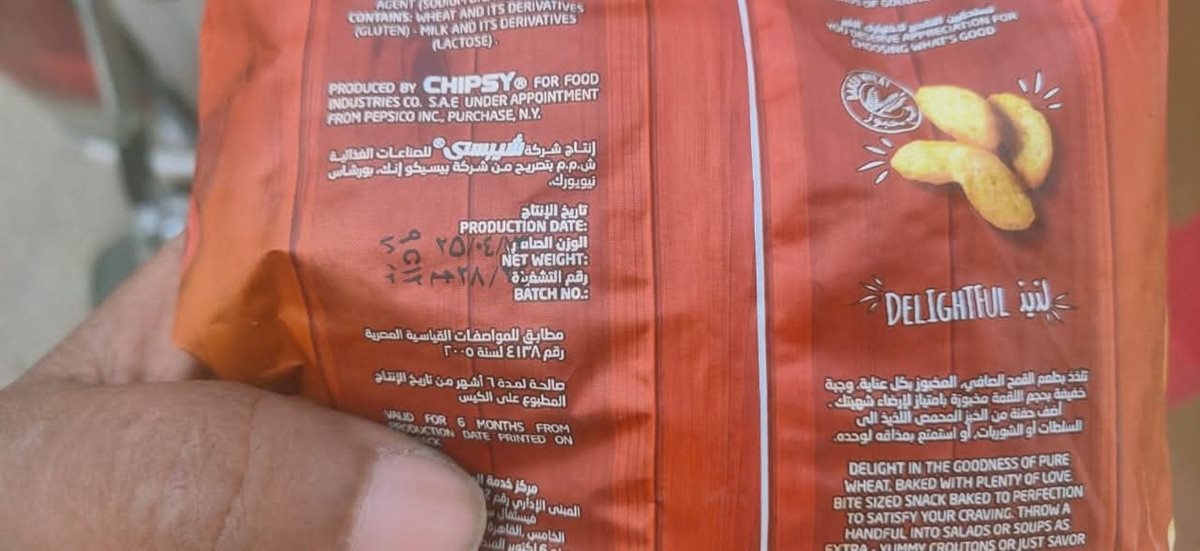 AGENT (SODIUM
CONTAINS: WHEAT AND ITS DERIVATIVES
(GLUTEN) - MILK AND ITS DERIVATIVES
(LACTOSE).
PRODUCED BY CHIPSY® FOR FOOD
INDUSTRIES CO. S.A.E UNDER APPOINTMENT
FROM PEPSICO INC., PURCHASE, N.Y.
إنتاج شركة شيبسى® للصناعات الغذائية
ش.م.م بتصريح من شركة بيبسيكو إنك، بورشاس
نيويورك.
تاريخ الإنتاج
PRODUCTION DATE:
الوزن الصافي
NET WEIGHT:
رقم التشغيلة
BATCH NO.:
مطابق للمواصفات القياسية المصرية
رقم ٤١٣٨ لسنة ٢٠٠٥
صالحة لمدة ٦ أشهر من تاريخ الإنتاج
المطبوع على الكيس
VALID FOR 6 MONTHS FROM
PRODUCTION DATE PRINTED ON
مركز خدمة
المبنى الإداري رقم
الخامس، القاهرة
٦ أكتوبر
YOU DESERVE APPRECIATION FOR
CHOOSING WHAT'S GOOD
BAKED WHEAT
DELIGHTFUL لذيذ
تلذذ بطعم القمح الصافي، المخبوز بكل عناية. وجبة
خفيفة بحجم اللقمة مخبوزة بامتياز لإرضاء شهيتك.
أضف حفنة من الخبز المحمص اللذيذ الى
السلطات أو الشوربات، أو استمتع بمذاقه لوحده.
DELIGHT IN THE GOODNESS OF PURE
WHEAT, BAKED WITH PLENTY OF LOVE.
BITE SIZED SNACK BAKED TO PERFECTION
TO SATISFY YOUR CRAVING. THROW A
HANDFUL INTO SALADS OR SOUPS AS
EXTRA - YUMMY CROUTONS OR JUST SAVOR